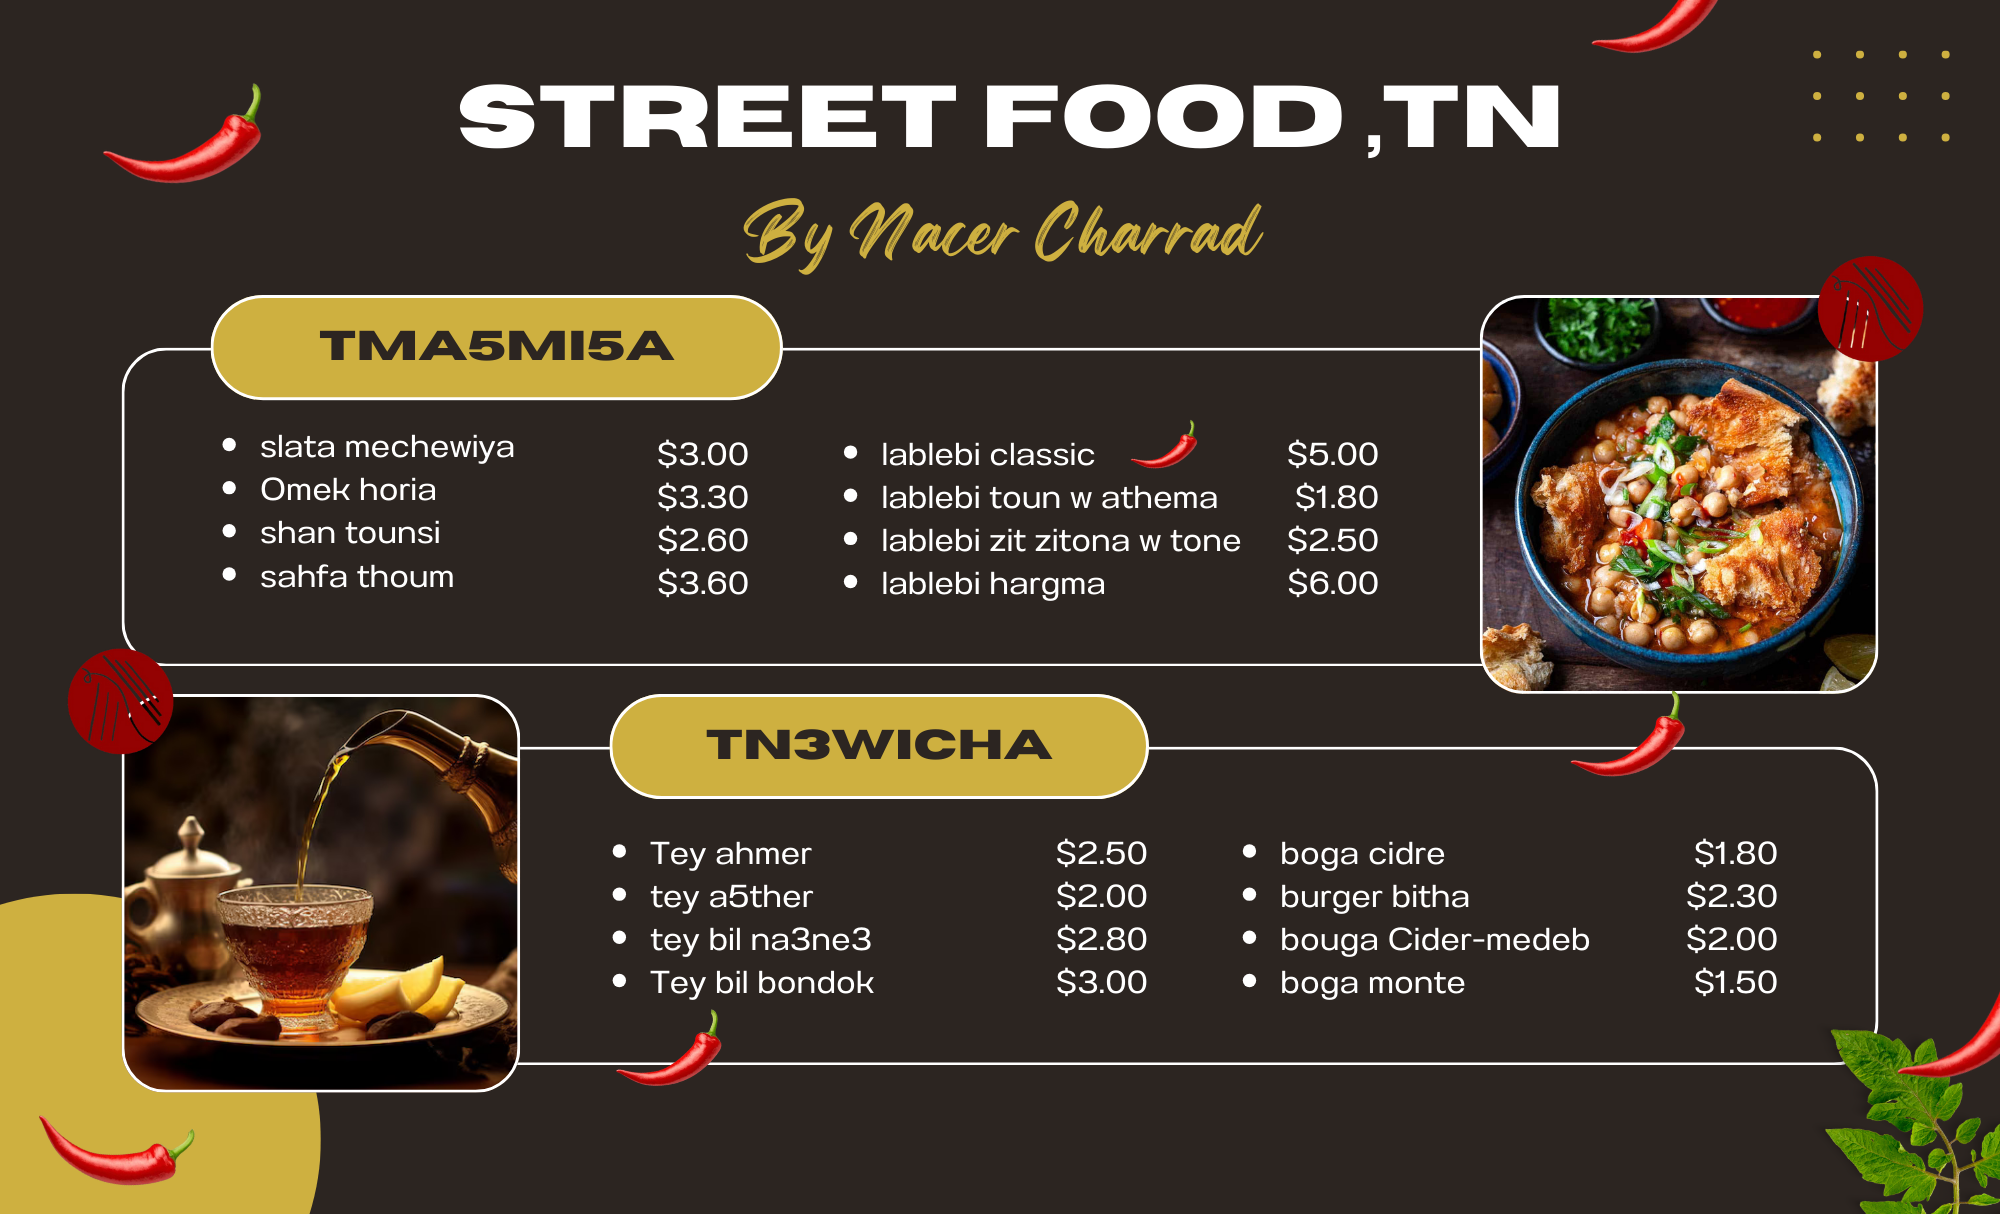 STREET FOOD ,TN
By Nacer Charrad
TMA5MI5A
slata mechewiya $3.00
Omek horia $3.30
shan tounsi $2.60
sahfa thoum $3.60
lablebi classic $5.00
lablebi toun w athema $1.80
lablebi zit zitona w tone $2.50
lablebi hargma $6.00
TN3WICHA
Tey ahmer $2.50
tey a5ther $2.00
tey bil na3ne3 $2.80
Tey bil bondok $3.00
boga cidre $1.80
burger bitha $2.30
bouga Cider-medeb $2.00
boga monte $1.50